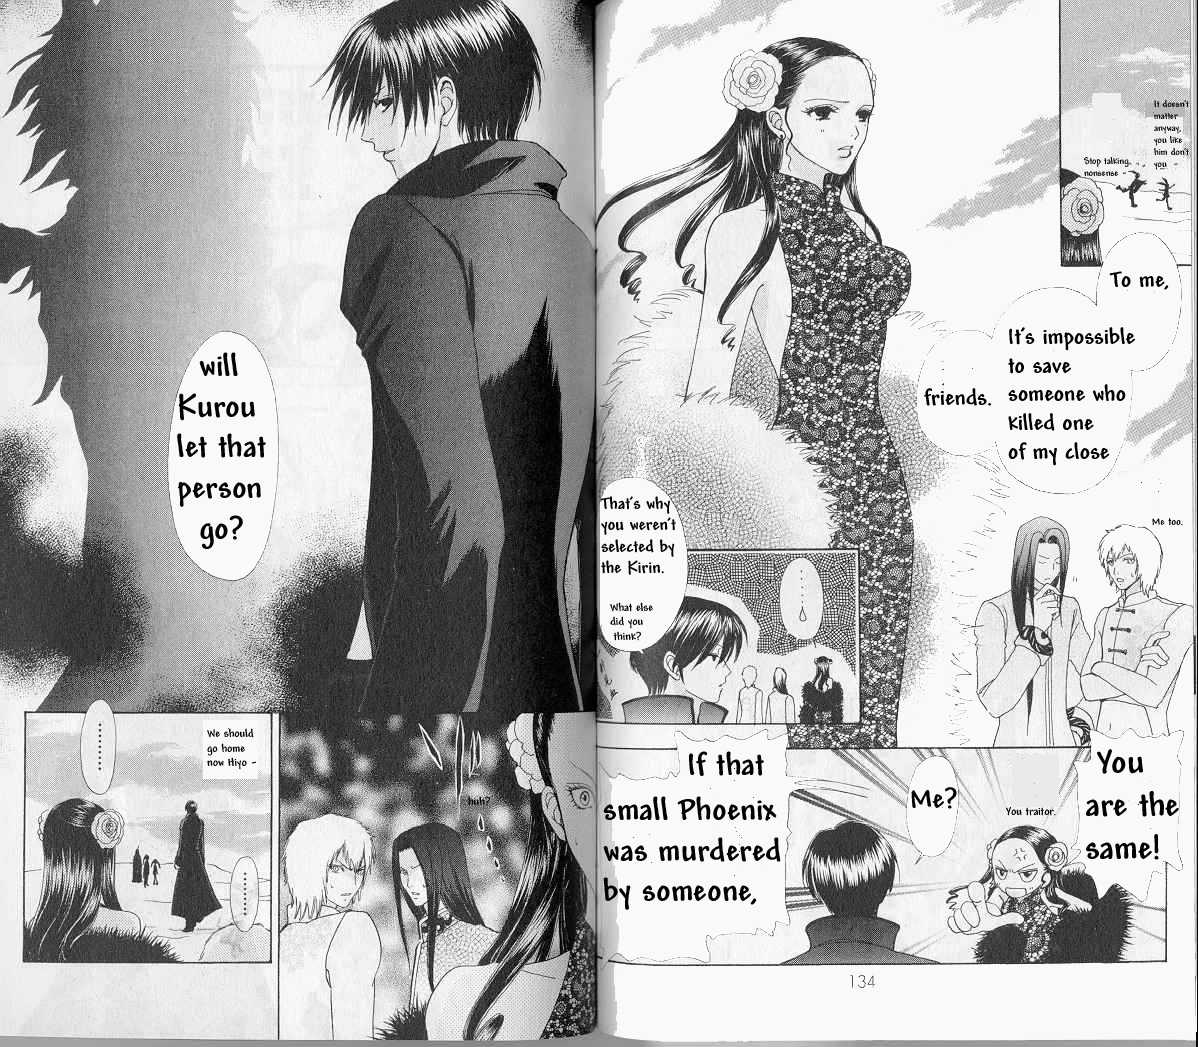 It doesn't
matter
anyway,
you like
him don't
you ~
Stop talking
nonsense ~
To me,
It's impossible
to save
someone who
killed one
of my close
friends.
Me too.
That's why
you weren't
selected by
the Kirin.
What else
did you
think?
......
You
are the
same!
You traitor.
Me?
If that
small Phoenix
was murdered
by someone,
134
will
Kurou
let that
person
go?
huh?
We should
go home
now Hiyo ~
........
........